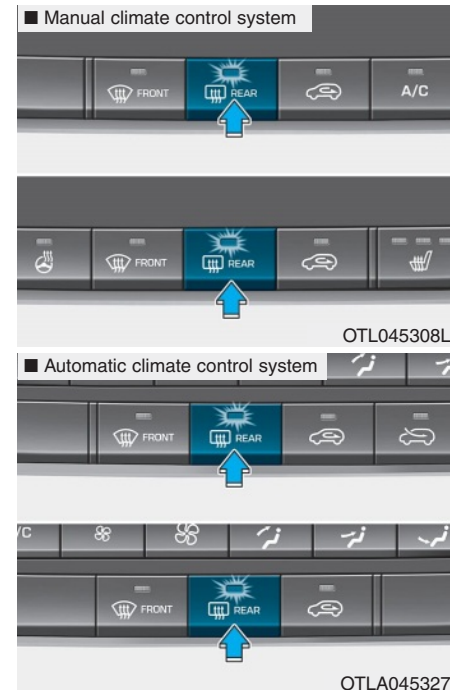 ■ Manual climate control system
FRONT REAR A/C
FRONT REAR
OTL045308L
■ Automatic climate control system
FRONT REAR
/C
FRONT REAR
OTLA045327